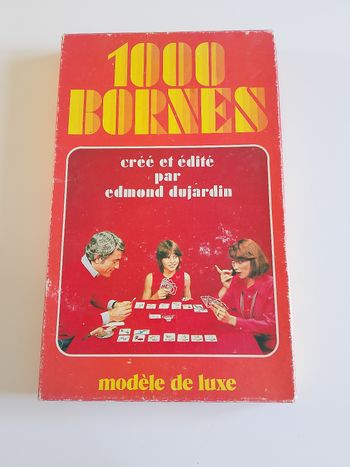 1000
BORNES
créé et édité
par
edmond dujardin
modèle de luxe